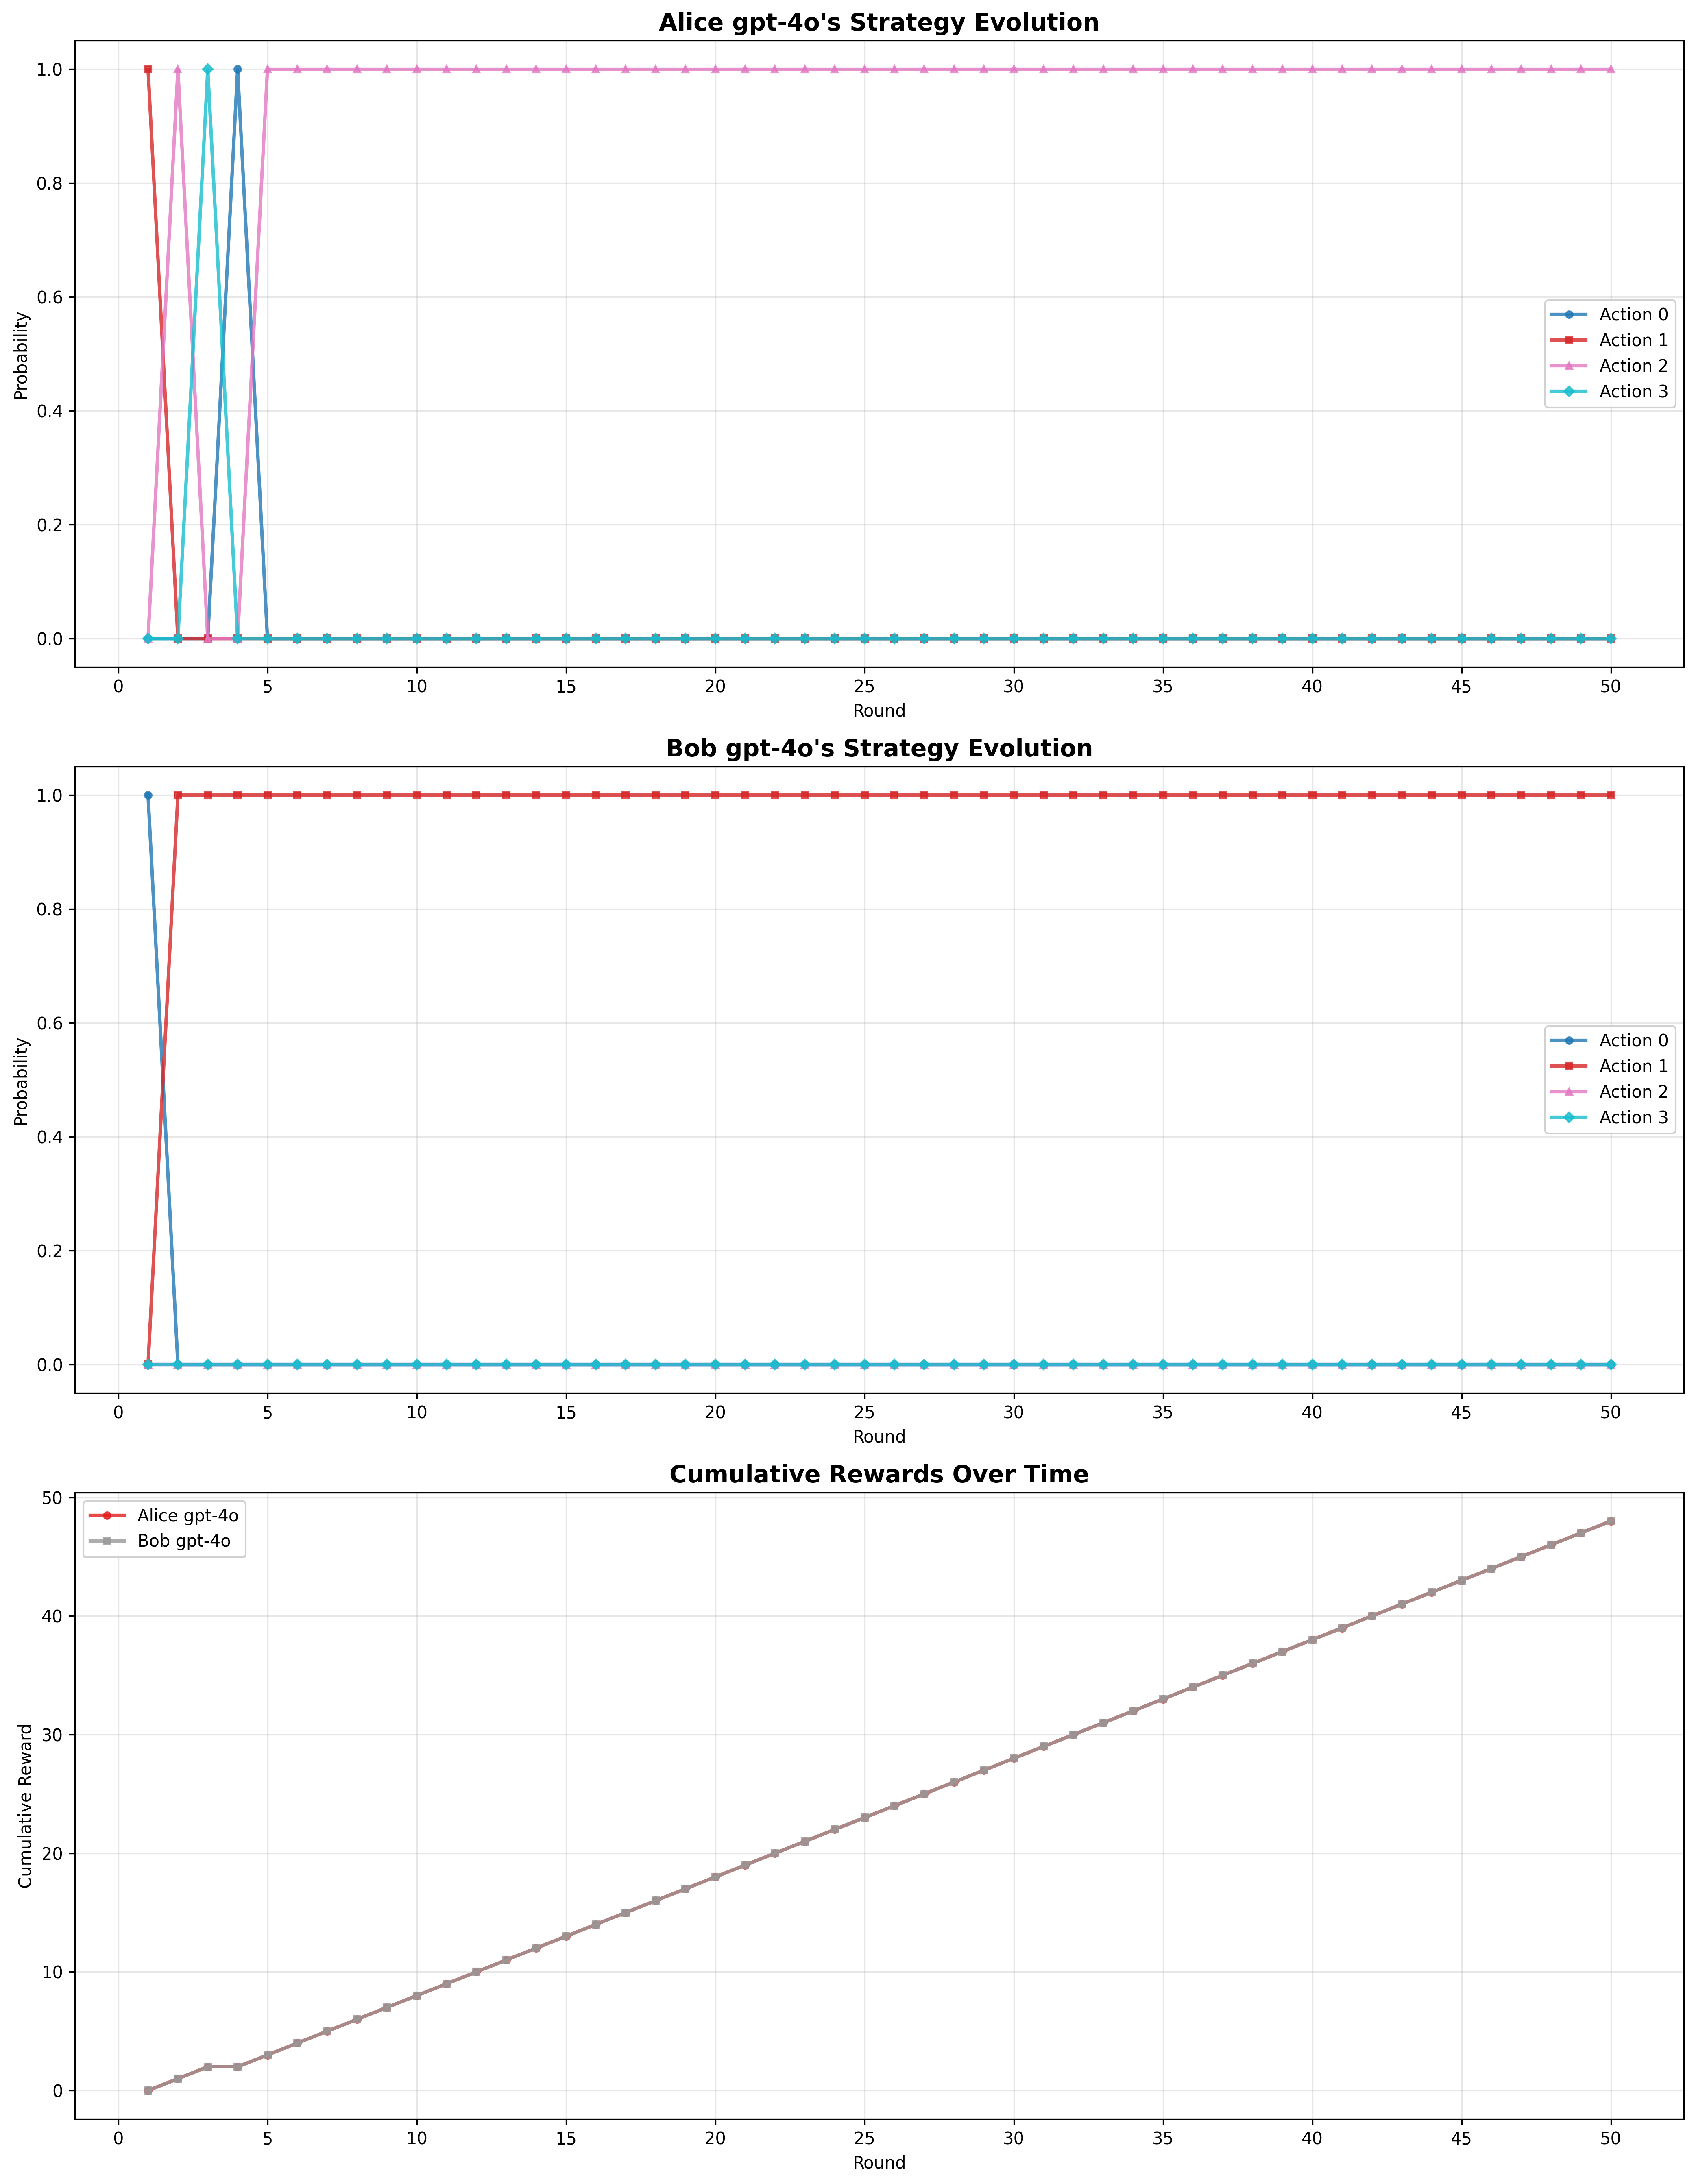 Alice gpt-4o's Strategy Evolution
1.0
0.8
0.6
0.4
0.2
0.0
Probability
Action 0
Action 1
Action 2
Action 3
0 5 10 15 20 25 30 35 40 45 50
Round
Bob gpt-4o's Strategy Evolution
1.0
0.8
0.6
0.4
0.2
0.0
Probability
Action 0
Action 1
Action 2
Action 3
0 5 10 15 20 25 30 35 40 45 50
Round
Cumulative Rewards Over Time
50
40
30
20
10
0
Cumulative Reward
Alice gpt-4o
Bob gpt-4o
0 5 10 15 20 25 30 35 40 45 50
Round